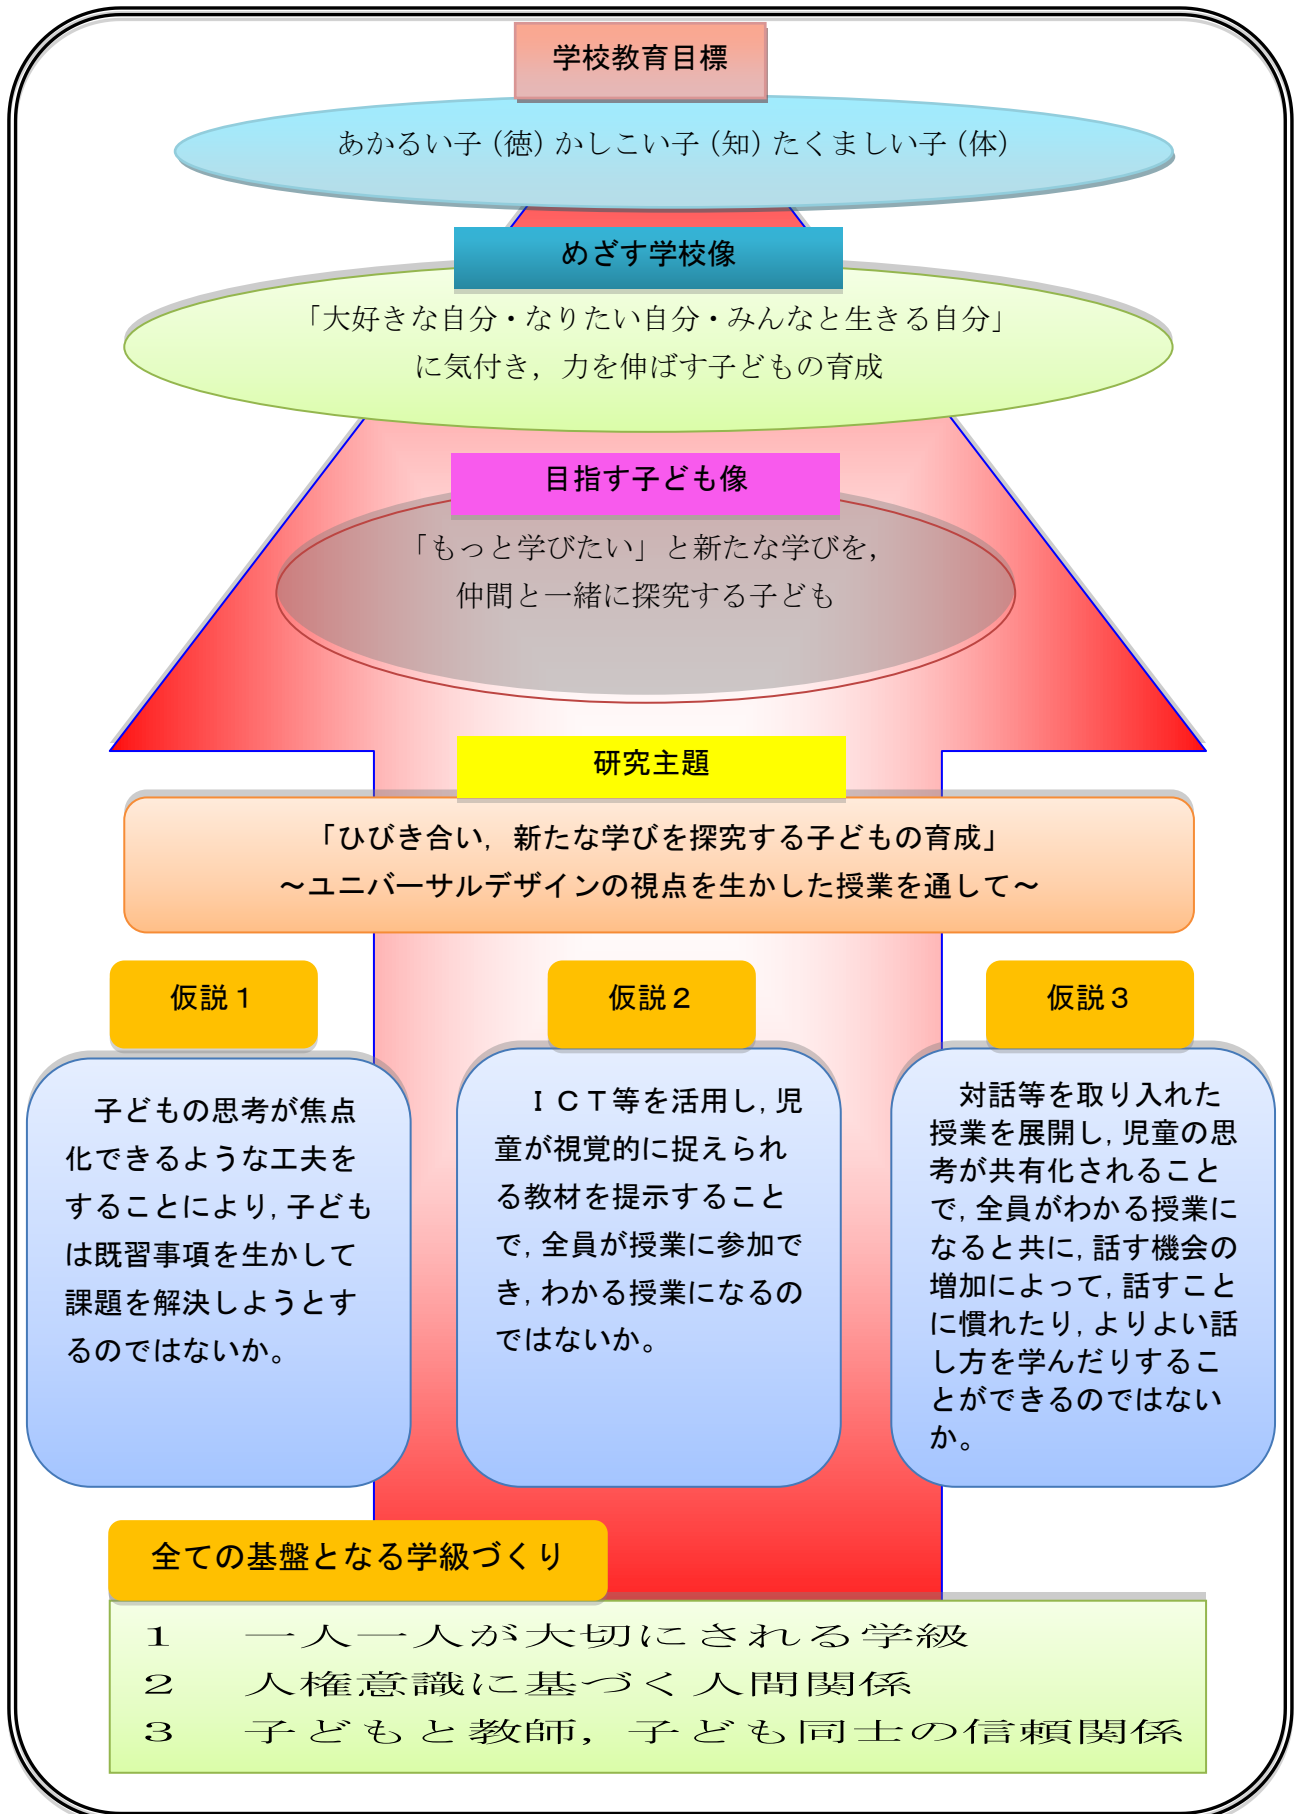 学校教育目標
あかるい子（徳）かしこい子（知）たくましい子（体）
めざす学校像
「大好きな自分・なりたい自分・みんなと生きる自分」
に気付き，力を伸ばす子どもの育成
目指す子ども像
「もっと学びたい」と新たな学びを，
仲間と一緒に探究する子ども
研究主題
「ひびき合い，新たな学びを探究する子どもの育成」
～ユニバーサルデザインの視点を生かした授業を通して～
仮説１
子どもの思考が焦点
化できるような工夫を
することにより，子ども
は既習事項を生かして
課題を解決しようとす
るのではないか。
仮説２
ＩＣＴ等を活用し，児
童が視覚的に捉えられ
る教材を提示すること
で，全員が授業に参加で
き，わかる授業になるの
ではないか。
仮説３
対話等を取り入れた
授業を展開し，児童の思
考が共有化されること
で，全員がわかる授業に
なると共に，話す機会の
増加によって，話すこと
に慣れたり，よりよい話
し方を学んだりするこ
とができるのではない
か。
全ての基盤となる学級づくり
１　一人一人が大切にされる学級
２　人権意識に基づく人間関係
３　子どもと教師，子ども同士の信頼関係